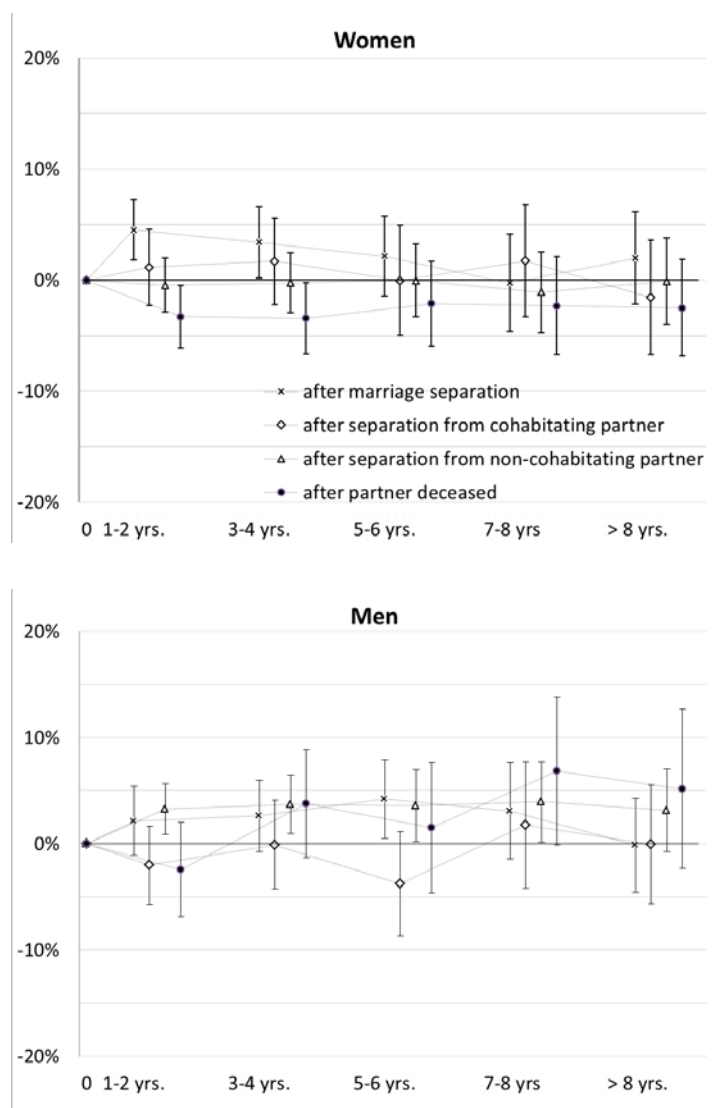 Women
20%
10%
0%
-10%
-20%
after marriage separation
after separation from cohabitating partner
after separation from non-cohabitating partner
after partner deceased
0 1-2 yrs. 3-4 yrs. 5-6 yrs. 7-8 yrs > 8 yrs.
Men
20%
10%
0%
-10%
-20%
0 1-2 yrs. 3-4 yrs. 5-6 yrs. 7-8 yrs > 8 yrs.